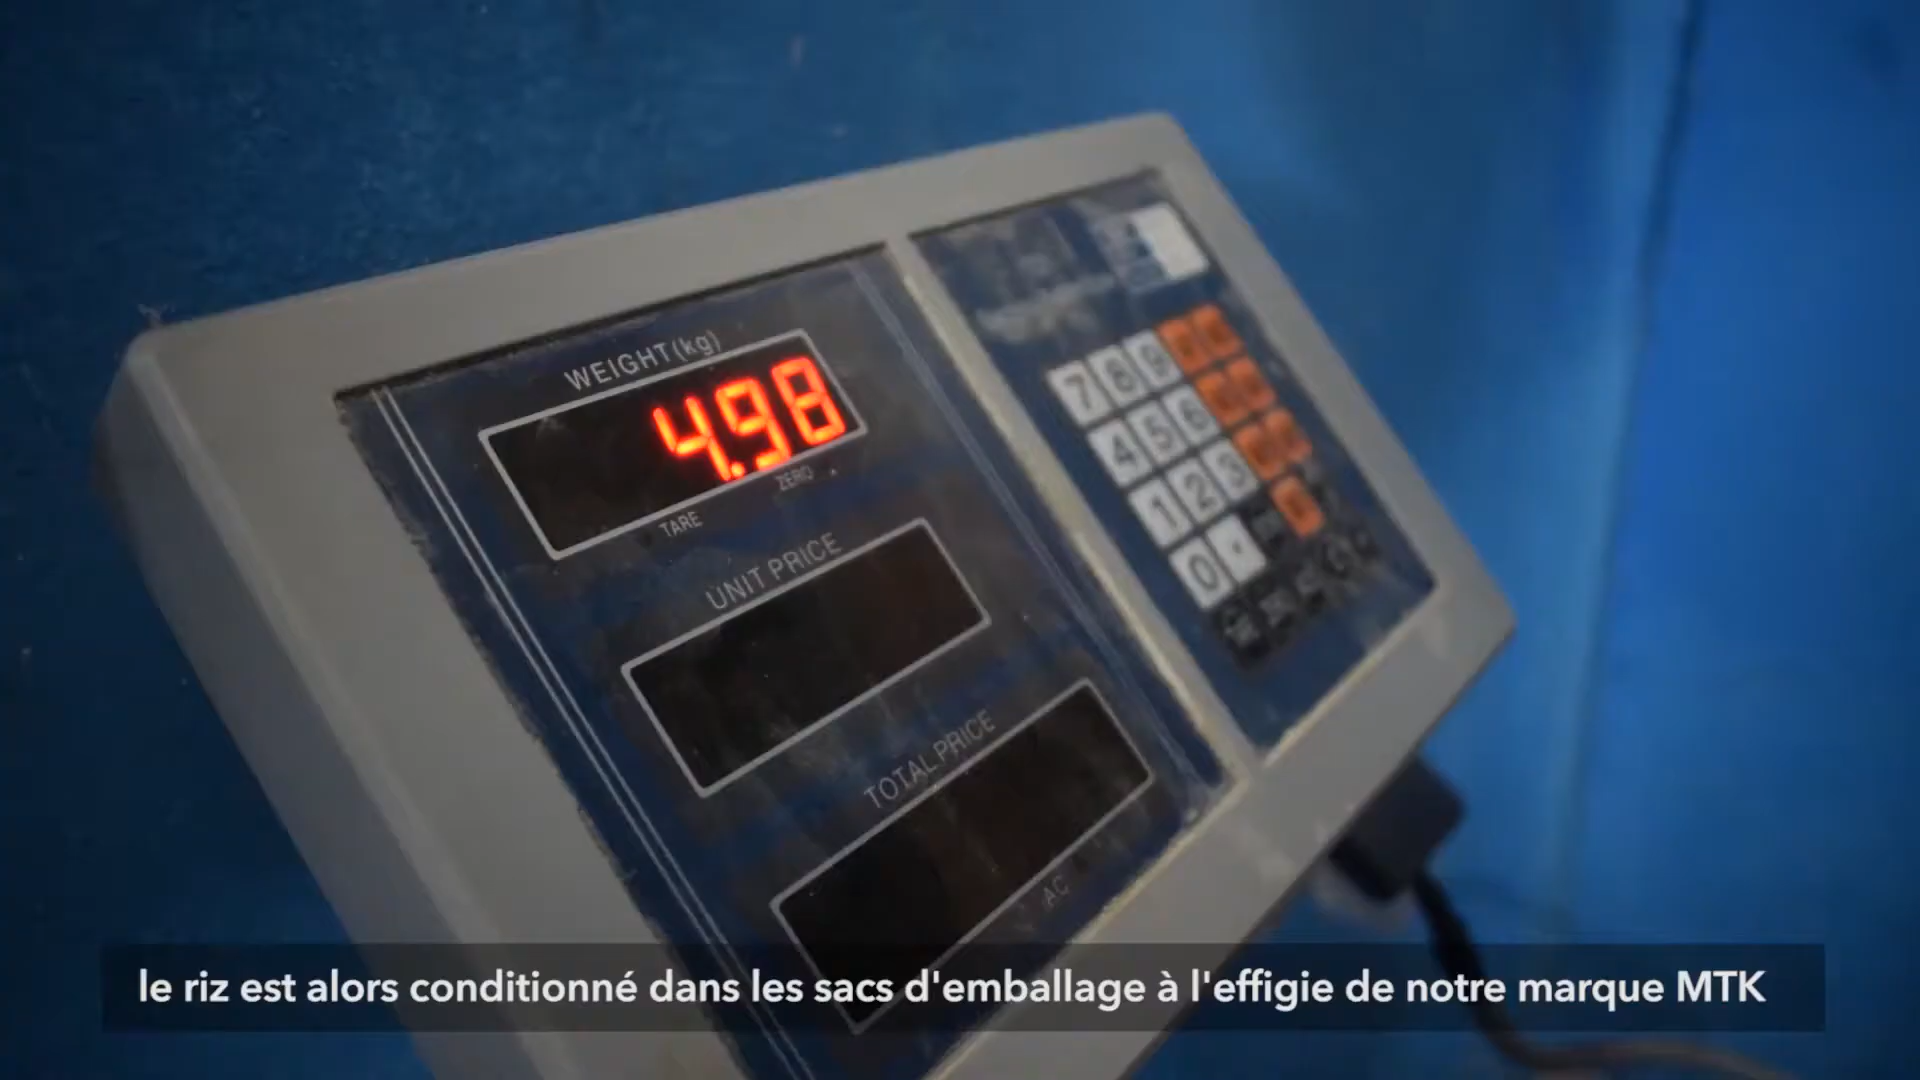 WEIGHT(kg)
4.98
TARE
ZERO
UNIT PRICE
TOTAL PRICE
AC
7 8 9
4 5 6
1 2 3
0 .
le riz est alors conditionné dans les sacs d'emballage à l'effigie de notre marque MTK